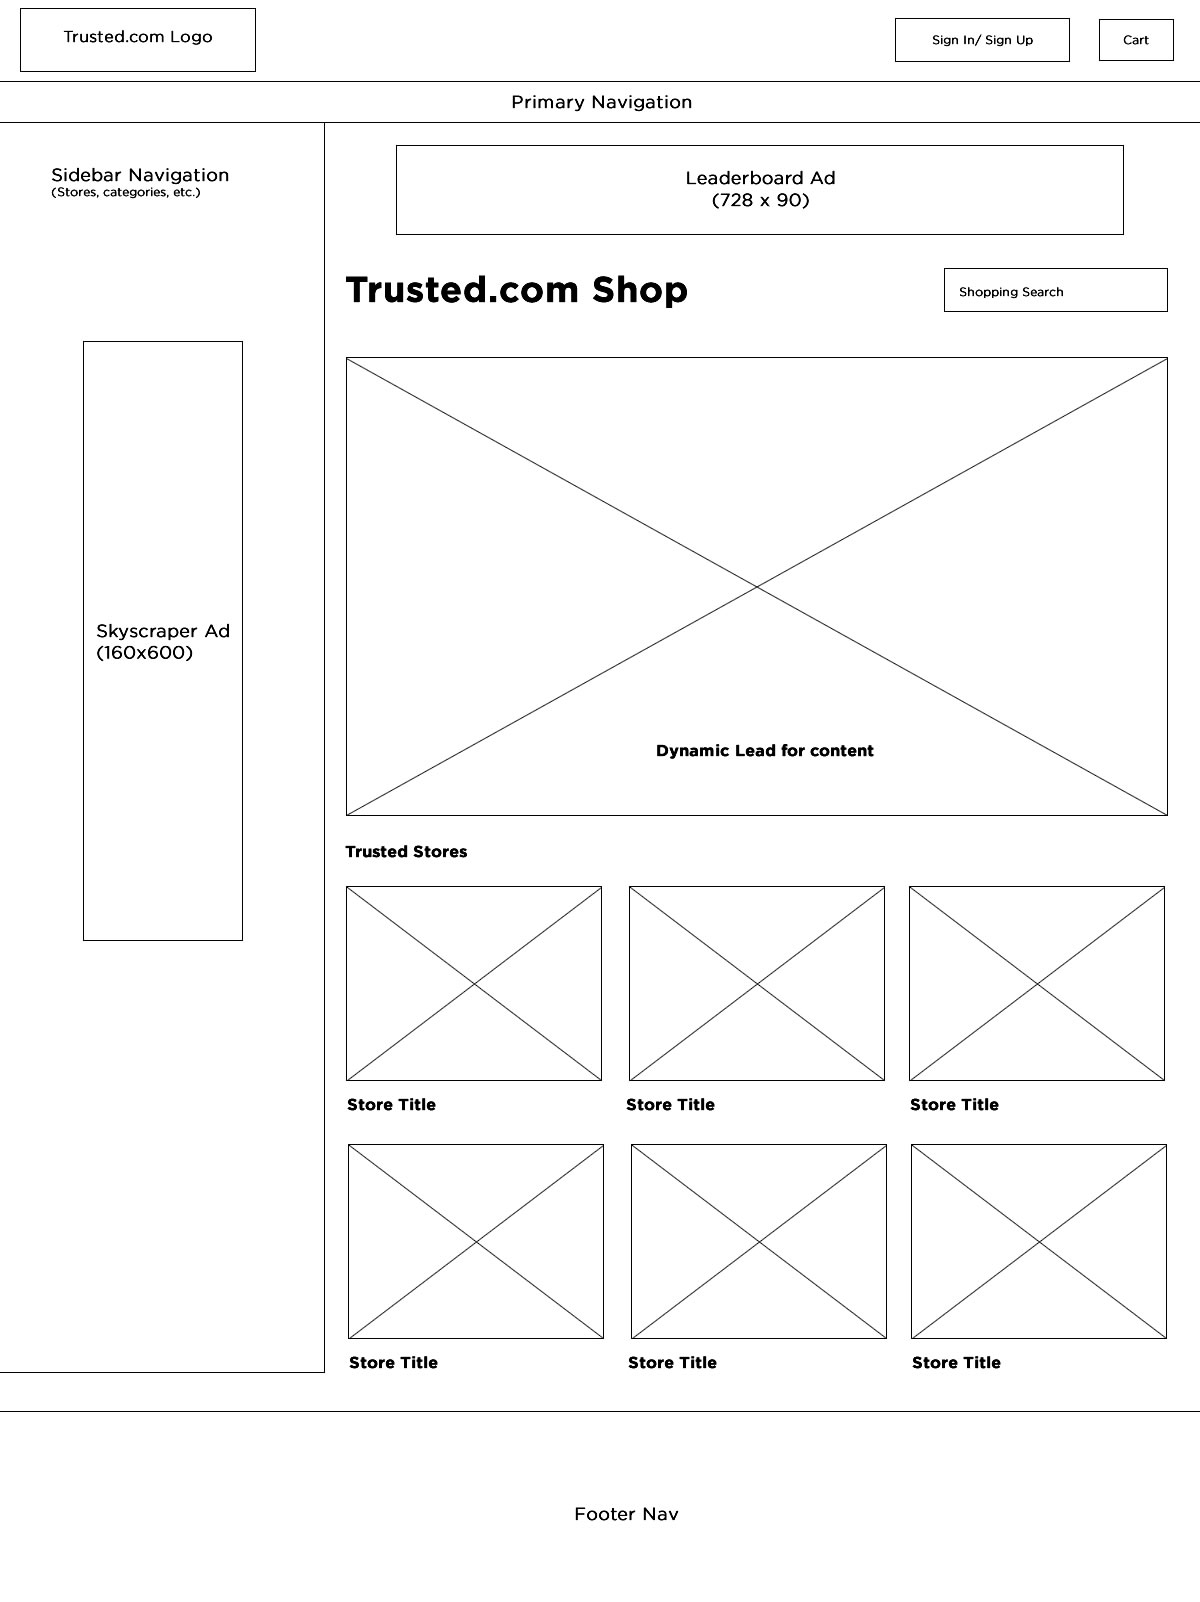 Trusted.com Logo
Sign In/ Sign Up
Cart
Primary Navigation
Sidebar Navigation
(Stores, categories, etc.)
Leaderboard Ad
(728 x 90)
Trusted.com Shop
Shopping Search
Skyscraper Ad
(160x600)
Dynamic Lead for content
Trusted Stores
Store Title
Store Title
Store Title
Store Title
Store Title
Store Title
Footer Nav